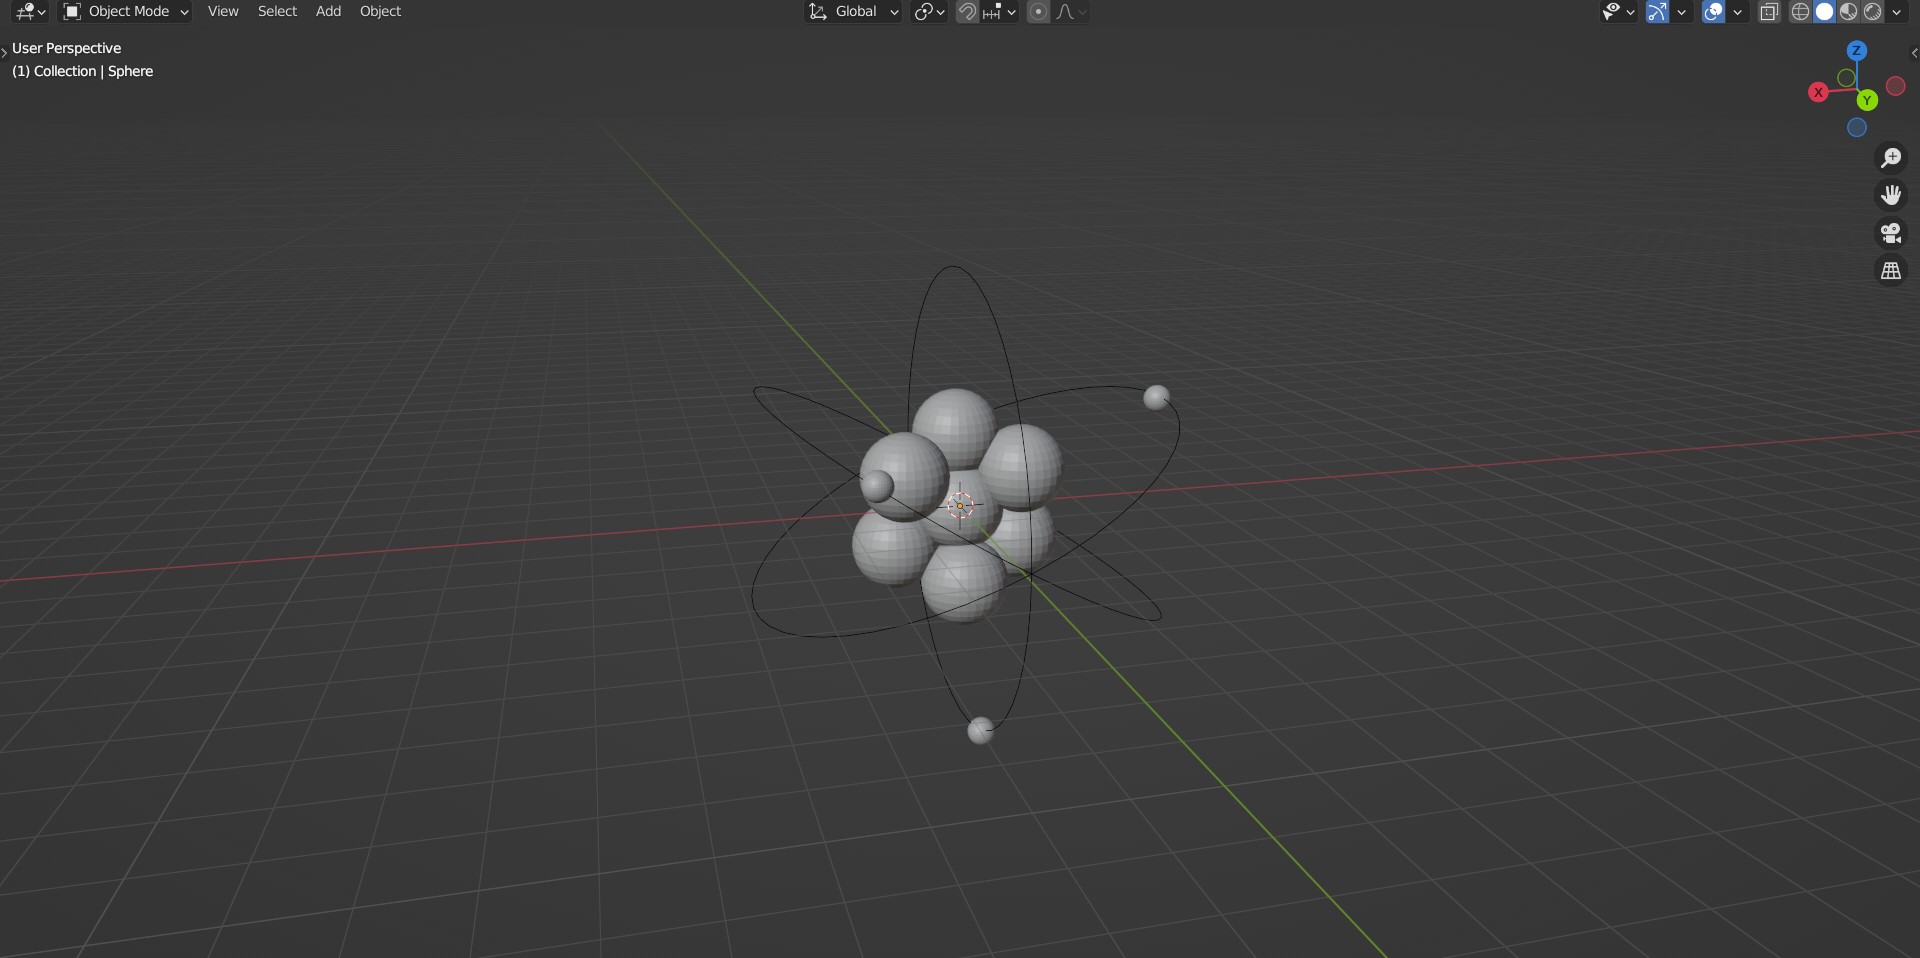 Object Mode View Select Add Object Global
User Perspective
(1) Collection | Sphere
Z
X
Y